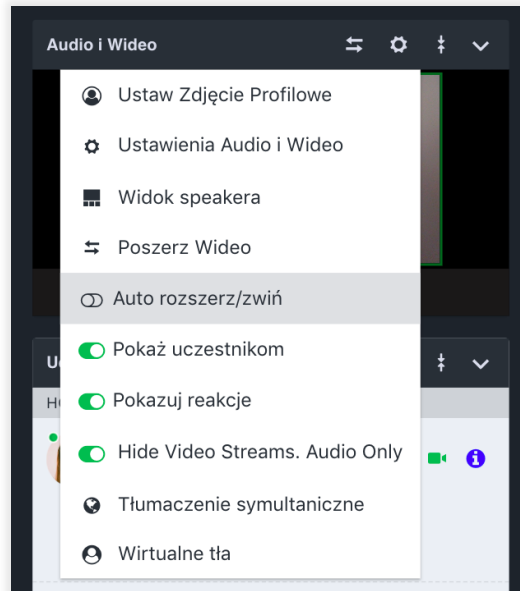 Audio i Wideo
Ustaw Zdjęcie Profilowe
Ustawienia Audio i Wideo
Widok speakera
Poszerz Wideo
Auto rozszerz/zwiń
Pokaż uczestnikom
Pokazuj reakcje
Hide Video Streams. Audio Only
Tłumaczenie symultaniczne
Wirtualne tła